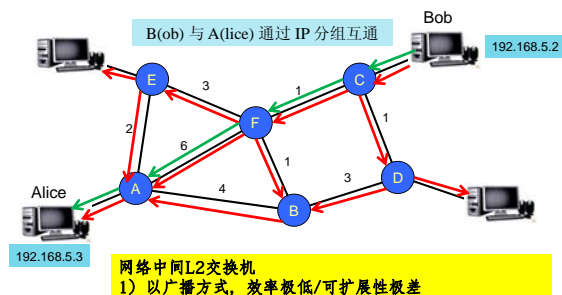 B(ob) 与 A(lice) 通过 IP 分组互通
Bob
192.168.5.2
E
3
C
1
F
2
6
1
1
Alice
A
4
3
D
B
192.168.5.3
网络中间L2交换机
1）以广播方式，效率极低/可扩展性极差